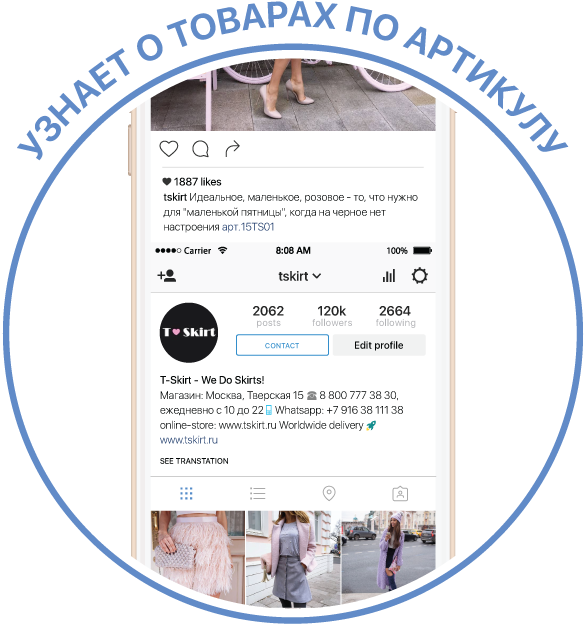 УЗНАЕТ О ТОВАРАХ ПО АРТИКУЛУ
1887 likes
tskirt Идеальное, маленькое, розовое - то, что нужно
для "маленькой пятницы", когда на черное нет
настроения арт.15TS01
Carrier 8:08 AM 100%
tskirt
2062 120k 2664
posts followers following
T Skirt
CONTACT Edit profile
T-Skirt - We Do Skirts!
Магазин: Москва, Тверская 15 ☎ 8 800 777 38 30,
ежедневно с 10 до 22 📱 Whatsapp: +7 916 38 111 38
online-store: www.tskirt.ru Worldwide delivery 🚀
www.tskirt.ru
SEE TRANSTATION